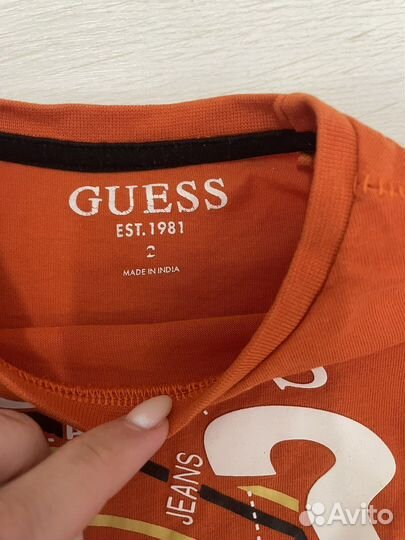 GUESS
EST. 1981
2
MADE IN INDIA
JEANS
Avito